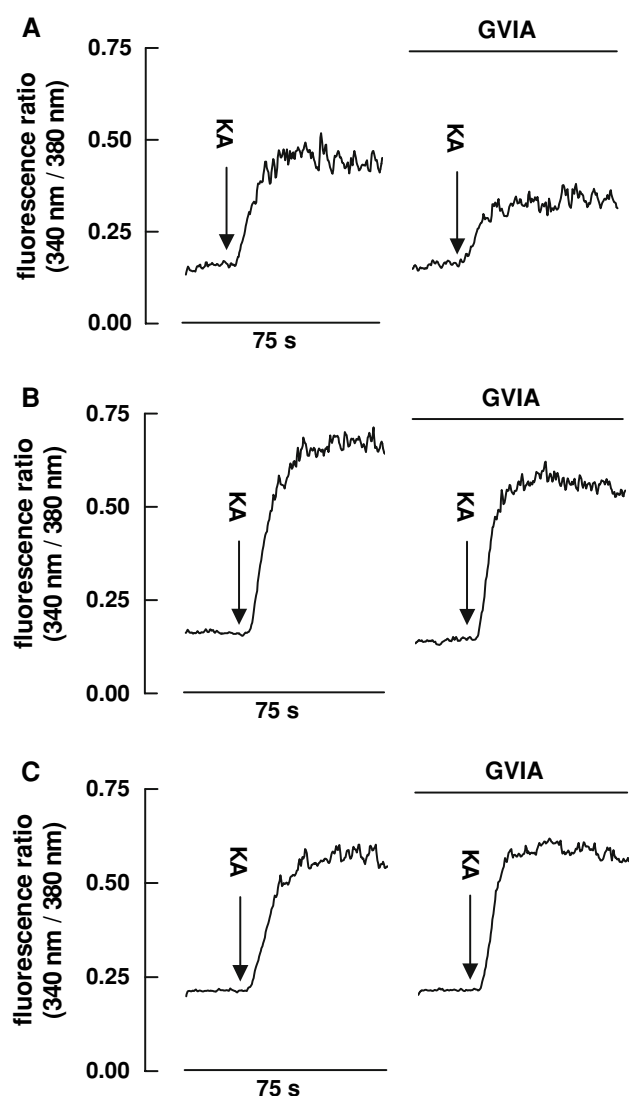 A
GVIA
fluorescence ratio
(340 nm / 380 nm)
0.75
0.50
0.25
0.00
KA
KA
75 s
B
GVIA
fluorescence ratio
(340 nm / 380 nm)
0.75
0.50
0.25
0.00
KA
KA
75 s
C
GVIA
fluorescence ratio
(340 nm / 380 nm)
0.75
0.50
0.25
0.00
KA
KA
75 s